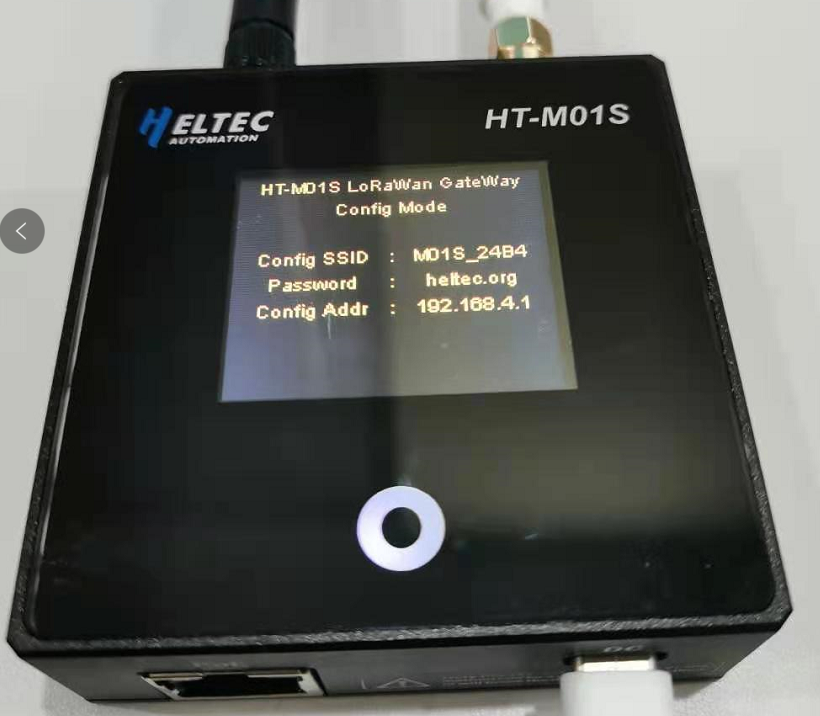 HELTEC
AUTOMATION
HT-M01S
HT-M01S LoRaWan GateWay
Config Mode
Config SSID : M01S_24B4
Password : heltec.org
Config Addr : 192.168.4.1
DC